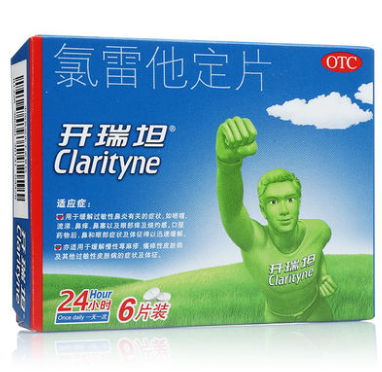 氯雷他定片
OTC
开瑞坦®
Clarityne
适应症：
用于缓解过敏性鼻炎有关的症状，如喷嚏、
流涕、鼻痒、鼻塞以及眼部痒及烧灼感。口服
药物后，鼻和眼部症状及体征得以迅速缓解。
亦适用于缓解慢性荨麻疹、瘙痒性皮肤病
及其他过敏性皮肤病的症状及体征。
开瑞坦
Clarityne
24 Hour 小时
Once daily 一天一次
6片装